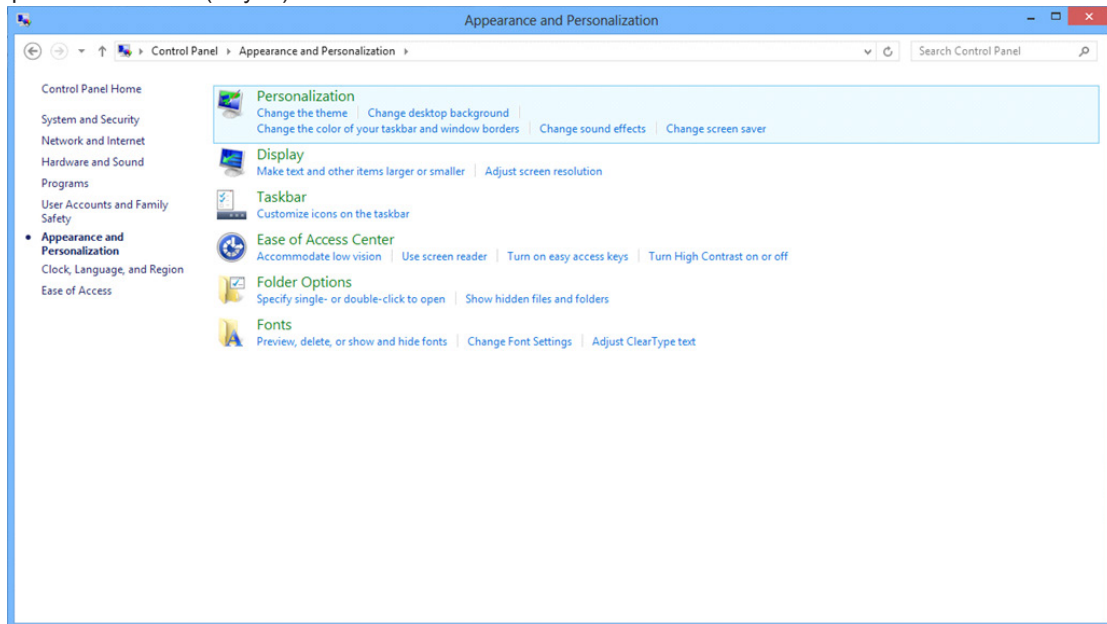 Appearance and Personalization
Control Panel Appearance and Personalization
Search Control Panel
Control Panel Home
System and Security
Network and Internet
Hardware and Sound
Programs
User Accounts and Family
Safety
Appearance and
Personalization
Clock, Language, and Region
Ease of Access
Personalization
Change the theme Change desktop background
Change the color of your taskbar and window borders Change sound effects Change screen saver
Display
Make text and other items larger or smaller Adjust screen resolution
Taskbar
Customize icons on the taskbar
Ease of Access Center
Accommodate low vision Use screen reader Turn on easy access keys Turn High Contrast on or off
Folder Options
Specify single- or double-click to open Show hidden files and folders
Fonts
Preview, delete, or show and hide fonts Change Font Settings Adjust ClearType text